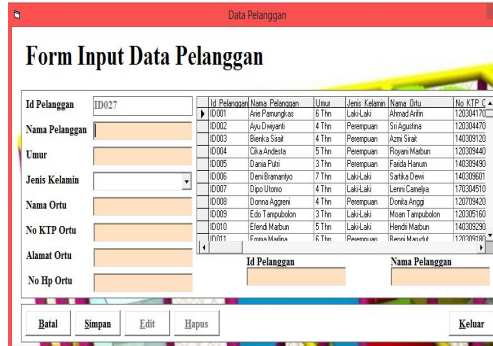 Data Pelanggan
Form Input Data Pelanggan
Id Pelanggan ID027
Nama Pelanggan
Umur
Jenis Kelamin
Nama Ortu
No KTP Ortu
Alamat Ortu
No Hp Ortu
Id Pelanggan Nama Pelanggan Umur Jenis Kelamin Nama Ortu No KTP C
ID001 Arie Pamungkas 6 Thn Laki-Laki Ahmad Arifin 120304170
ID002 Ayu Dwiyanti 4 Thn Perempuan Sri Agustina 120304470
ID003 Bienka Sirait 4 Thn Perempuan Azmi Sirait 140309120
ID004 Cika Andesta 5 Thn Perempuan Royani Marbun 120309440
ID005 Dania Putri 3 Thn Perempuan Farida Hanum 140309490
ID006 Deni Bramantyo 7 Thn Laki-Laki Sartika Dewi 140309601
ID007 Dipo Utomo 4 Thn Laki-Laki Lenni Camelya 170304510
ID008 Donna Aggreni 4 Thn Perempuan Donita Anggi 120709420
ID009 Edo Tampubolon 3 Thn Laki-Laki Moan Tampubolon 120305160
ID010 Efendi Marbun 5 Thn Laki-Laki Hendri Marbun 140309290
ID011 Emma Marlina 6 Thn Perempuan
Id Pelanggan Nama Pelanggan
Batal Simpan Edit Hapus Keluar